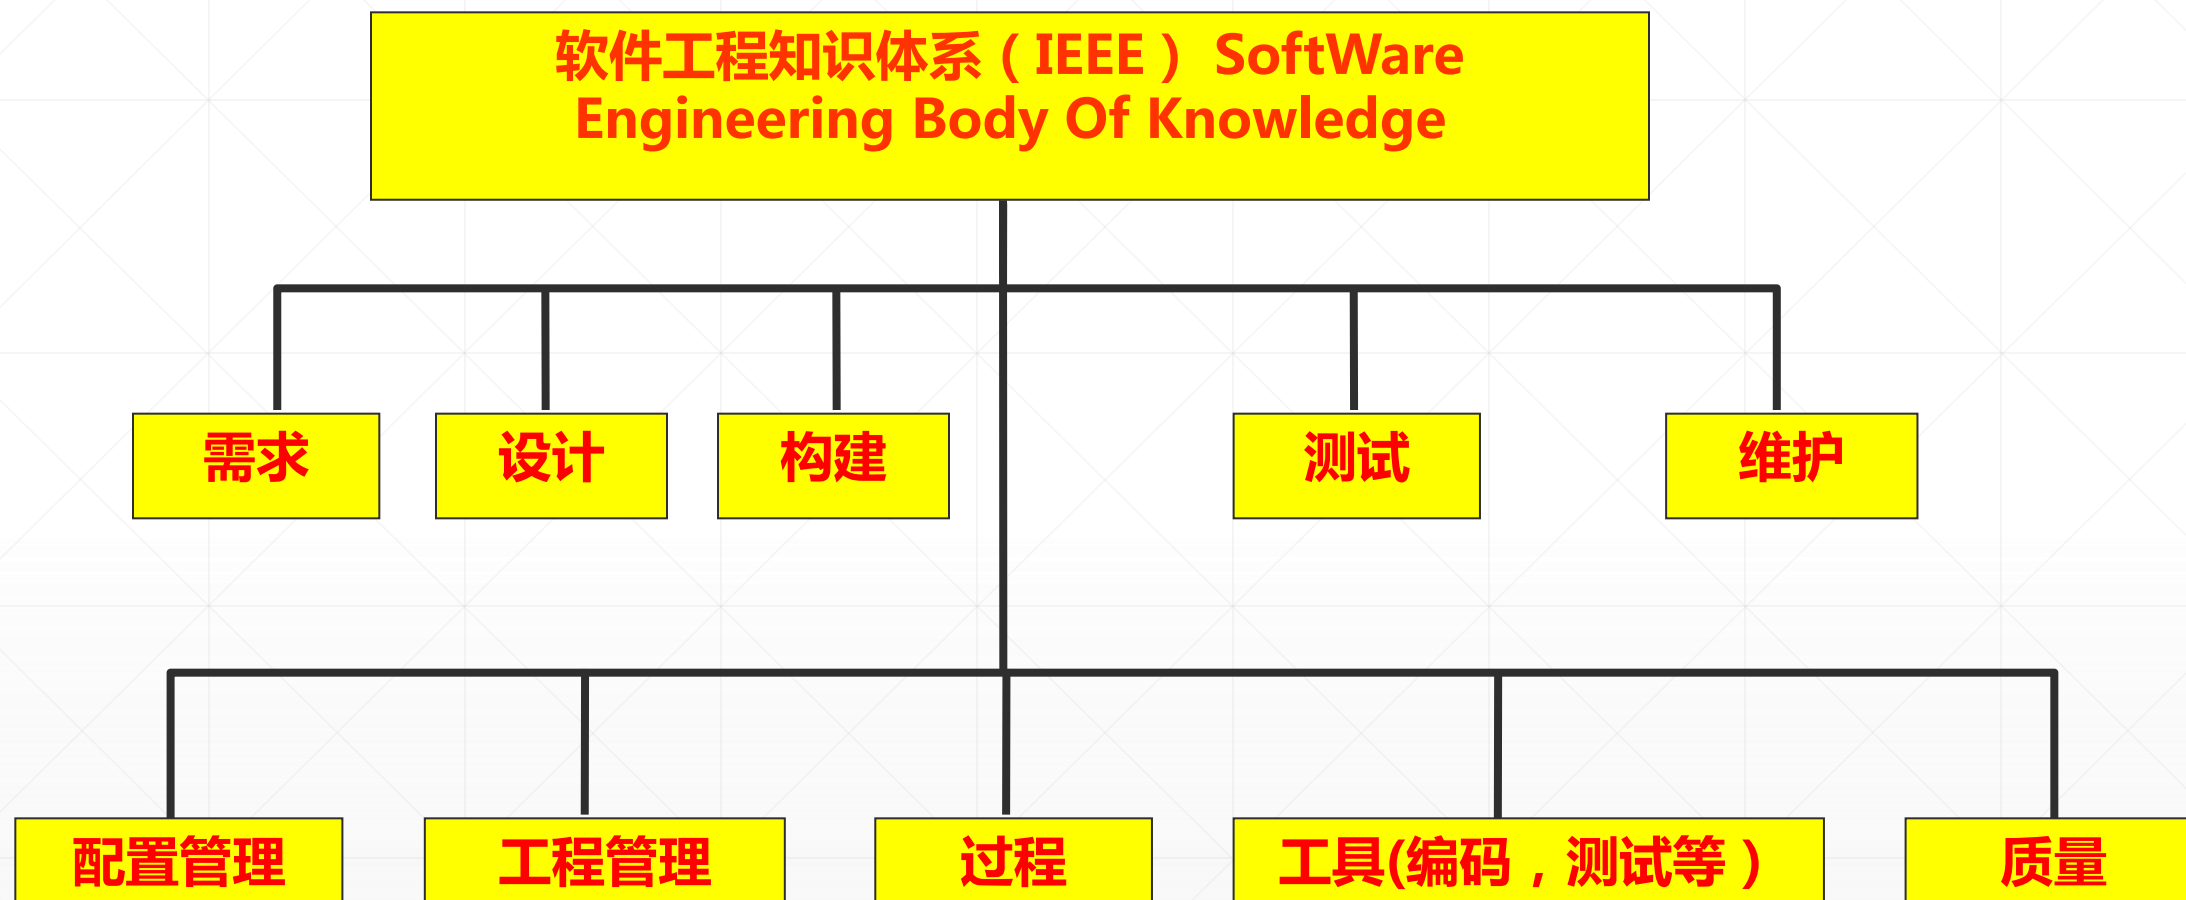 软件工程知识体系（IEEE） SoftWare
Engineering Body Of Knowledge
需求
设计
构建
测试
维护
配置管理
工程管理
过程
工具(编码，测试等）
质量